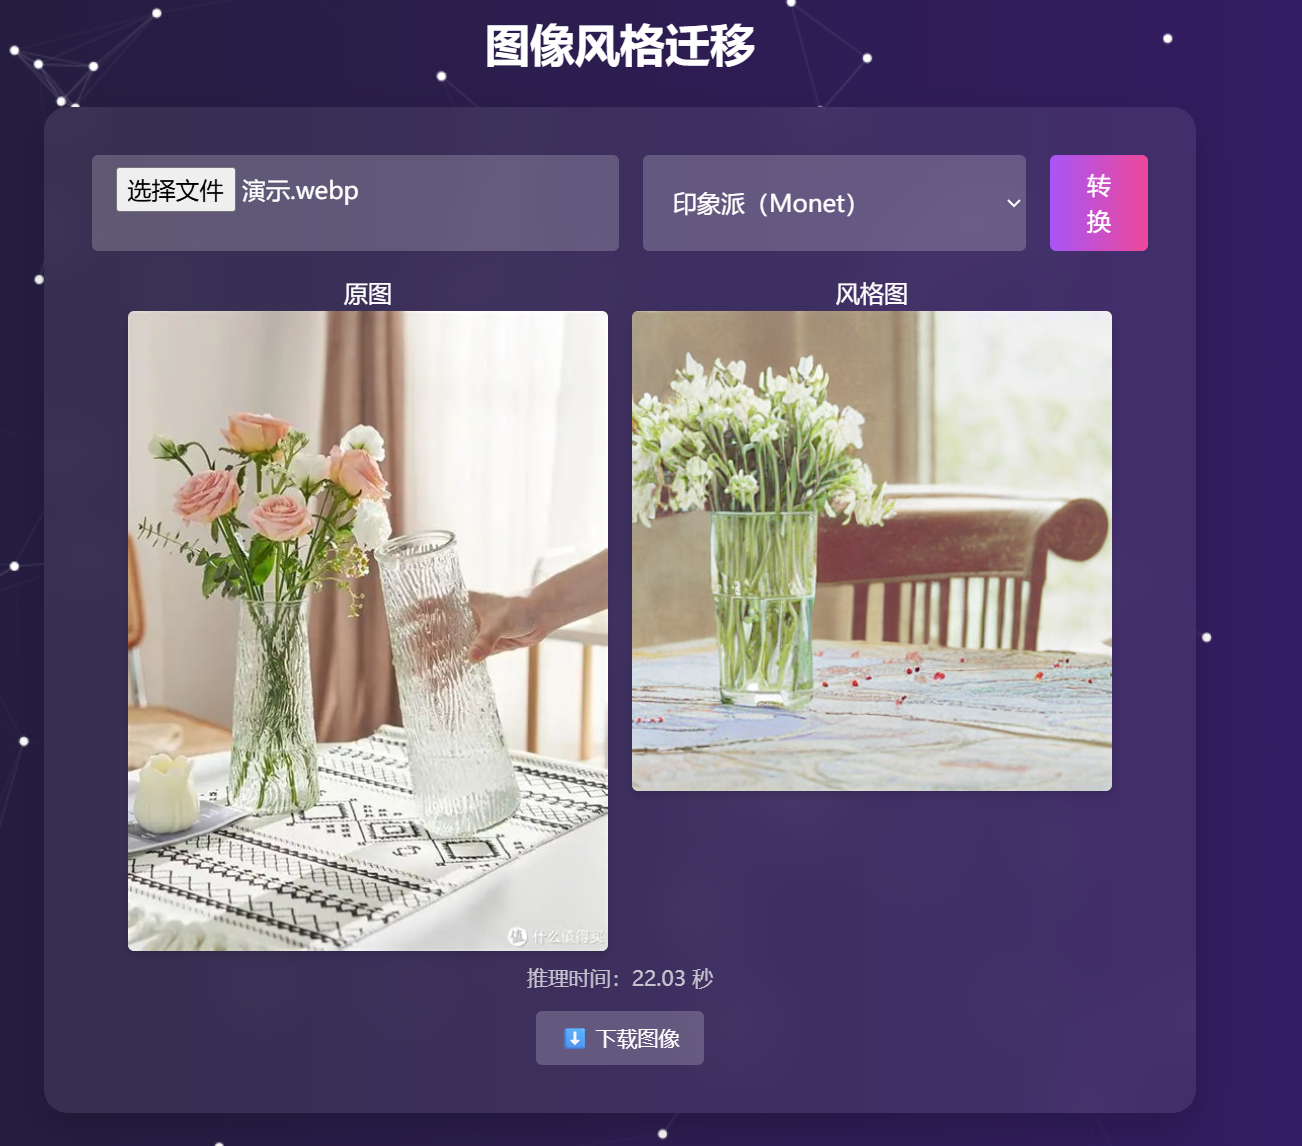 图像风格迁移
选择文件 演示.webp
印象派（Monet）
转
换
原图
风格图
值 什么值得买
推理时间：22.03 秒
下载图像